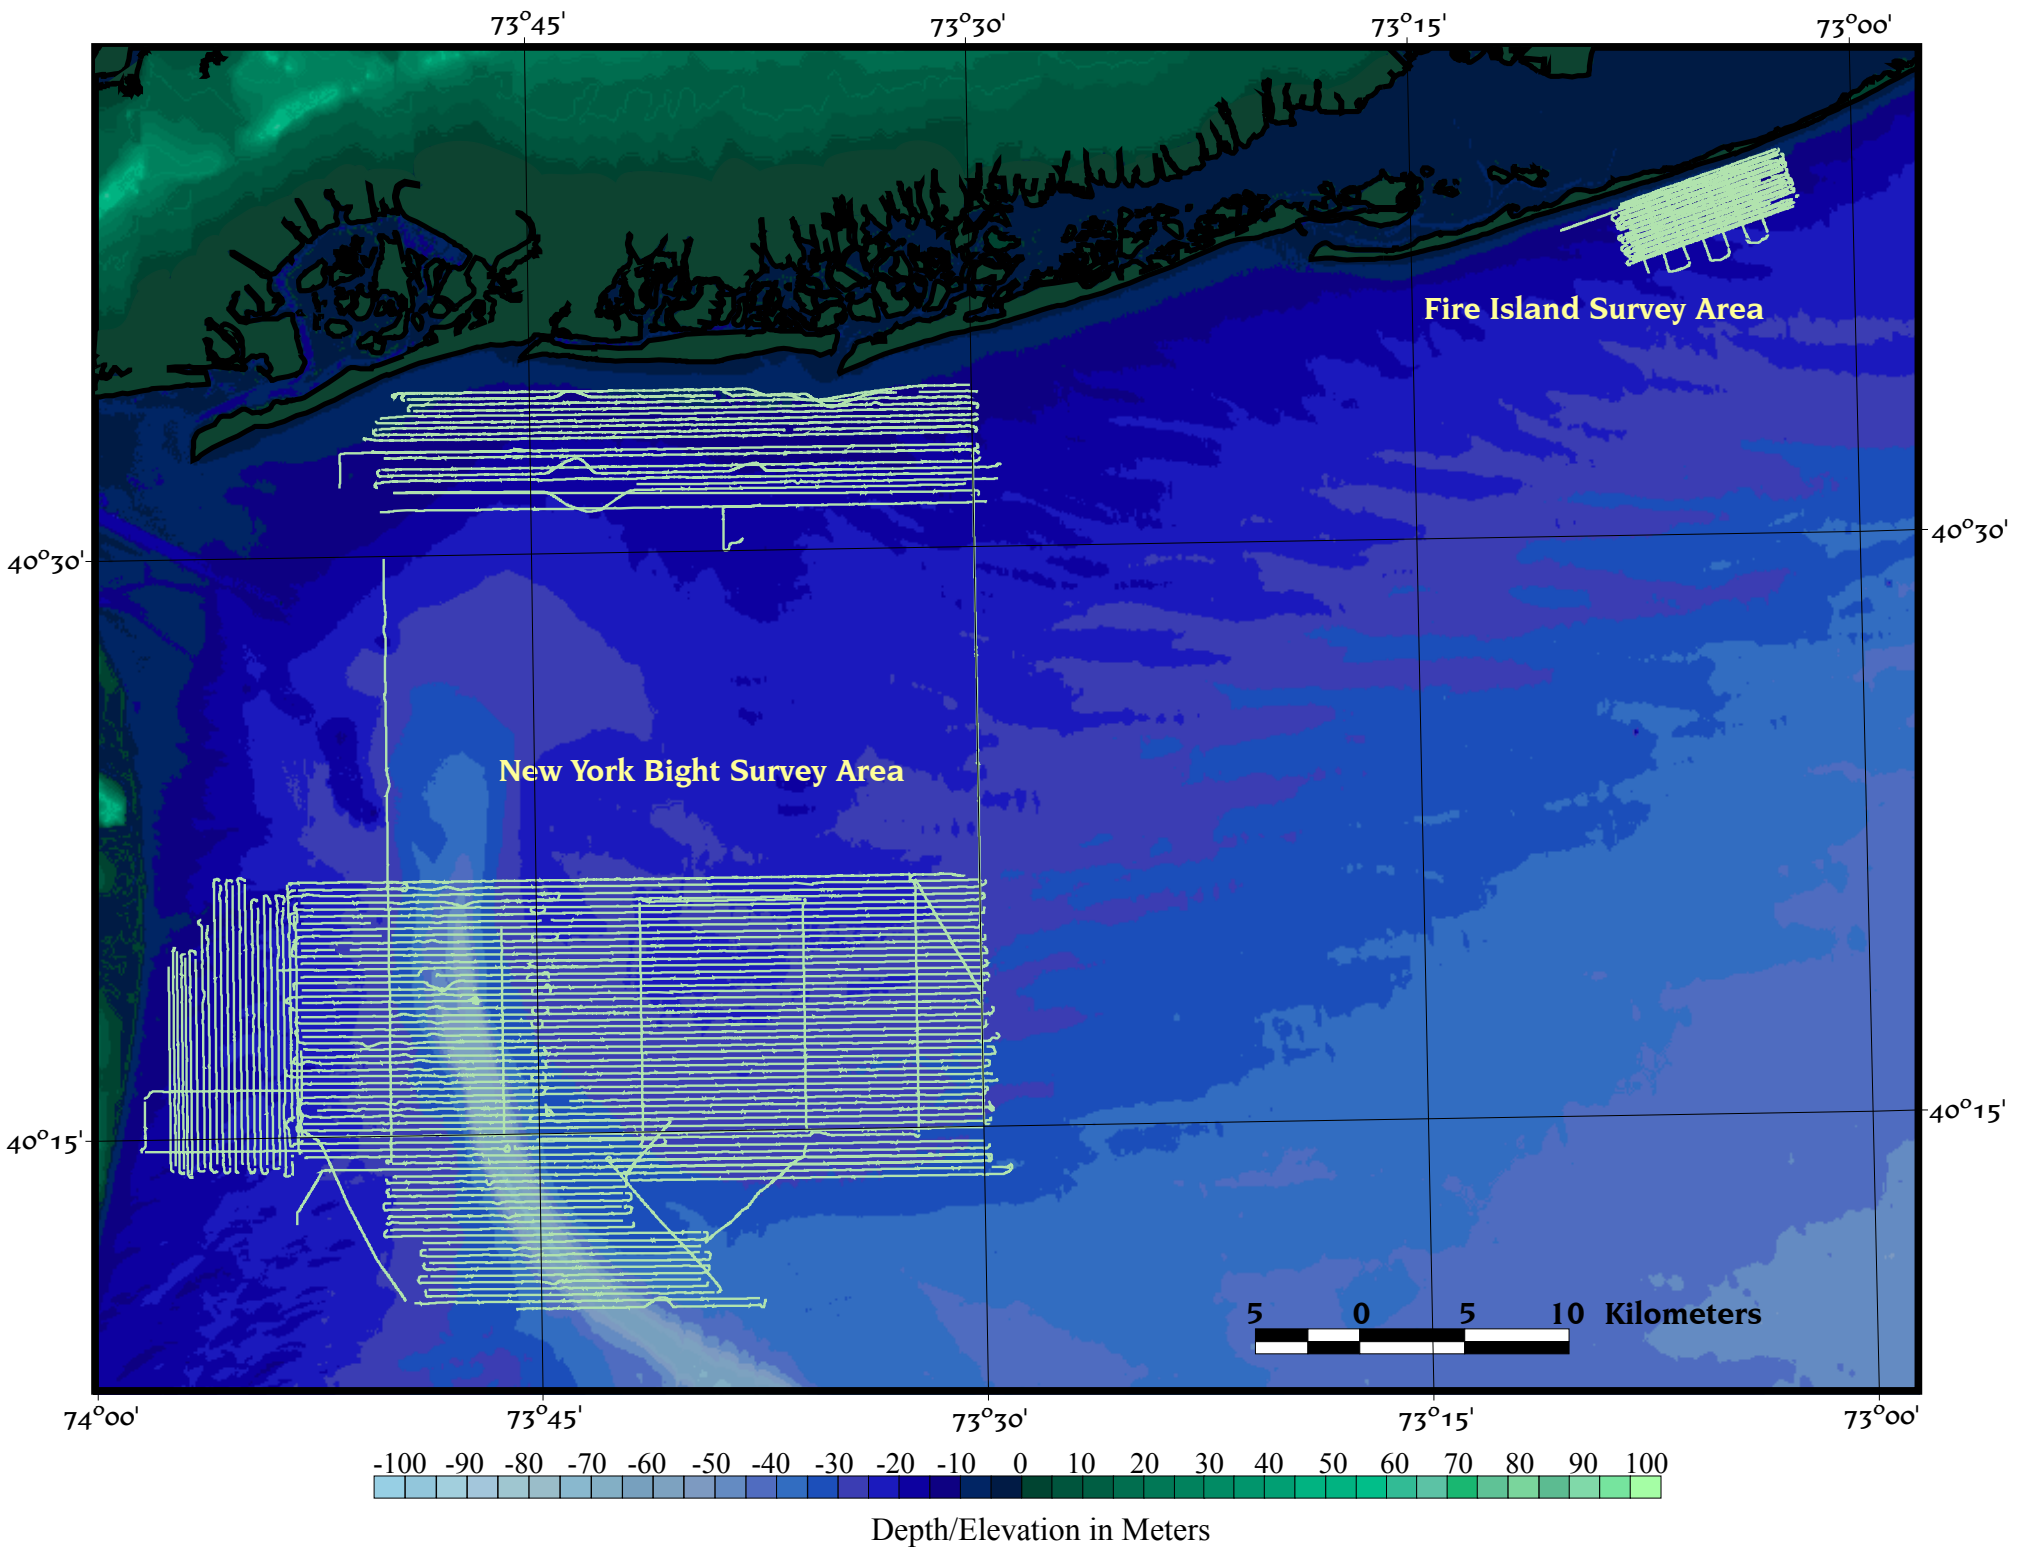 73°45' 73°30' 73°15' 73°00'
Fire Island Survey Area
40°30' 40°30'
New York Bight Survey Area
40°15' 40°15'
5 0 5 10 Kilometers
74°00' 73°45' 73°30' 73°15' 73°00'
-100 -90 -80 -70 -60 -50 -40 -30 -20 -10 0 10 20 30 40 50 60 70 80 90 100
Depth/Elevation in Meters